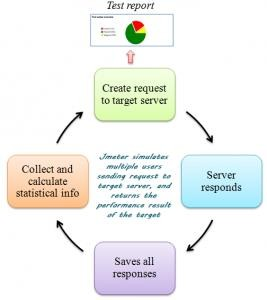 Test report
Create request
to target server
Server
responds
Saves all
responses
Collect and
calculate
statistical info
Jmeter simulates
multiple users
sending request to
target server, and
returns the
performance result
of the target